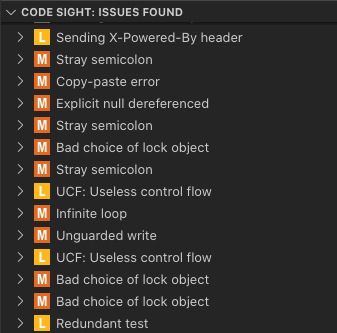 CODE SIGHT: ISSUES FOUND
L Sending X-Powered-By header
M Stray semicolon
M Copy-paste error
M Explicit null dereferenced
M Stray semicolon
M Bad choice of lock object
M Stray semicolon
L UCF: Useless control flow
M Infinite loop
M Unguarded write
L UCF: Useless control flow
M Bad choice of lock object
M Bad choice of lock object
L Redundant test